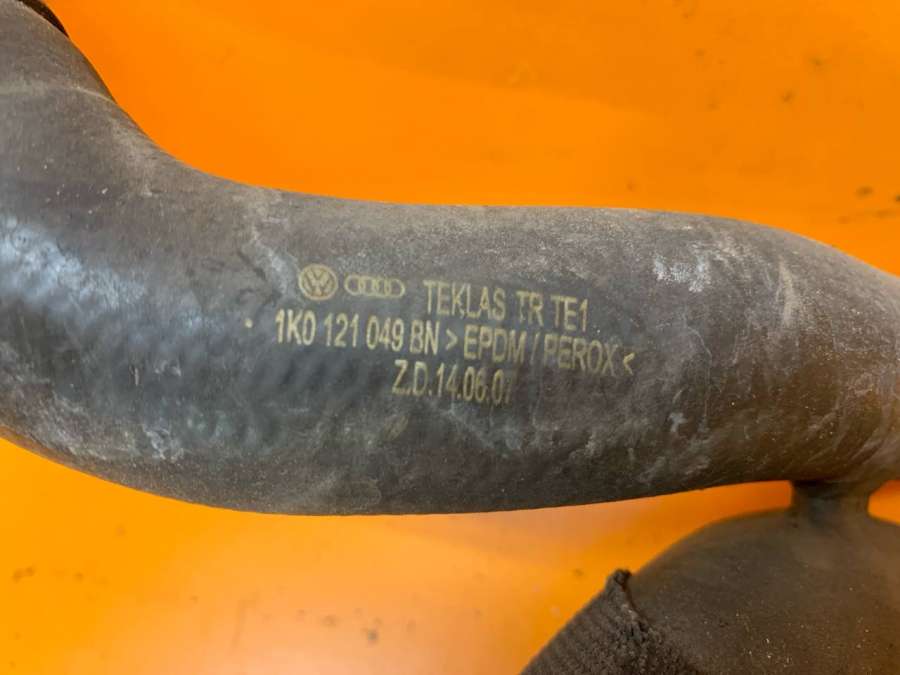 TEKLAS TR TE1
1K0 121 049 BN > EPDM / PEROX <
Z.D.14.06.07